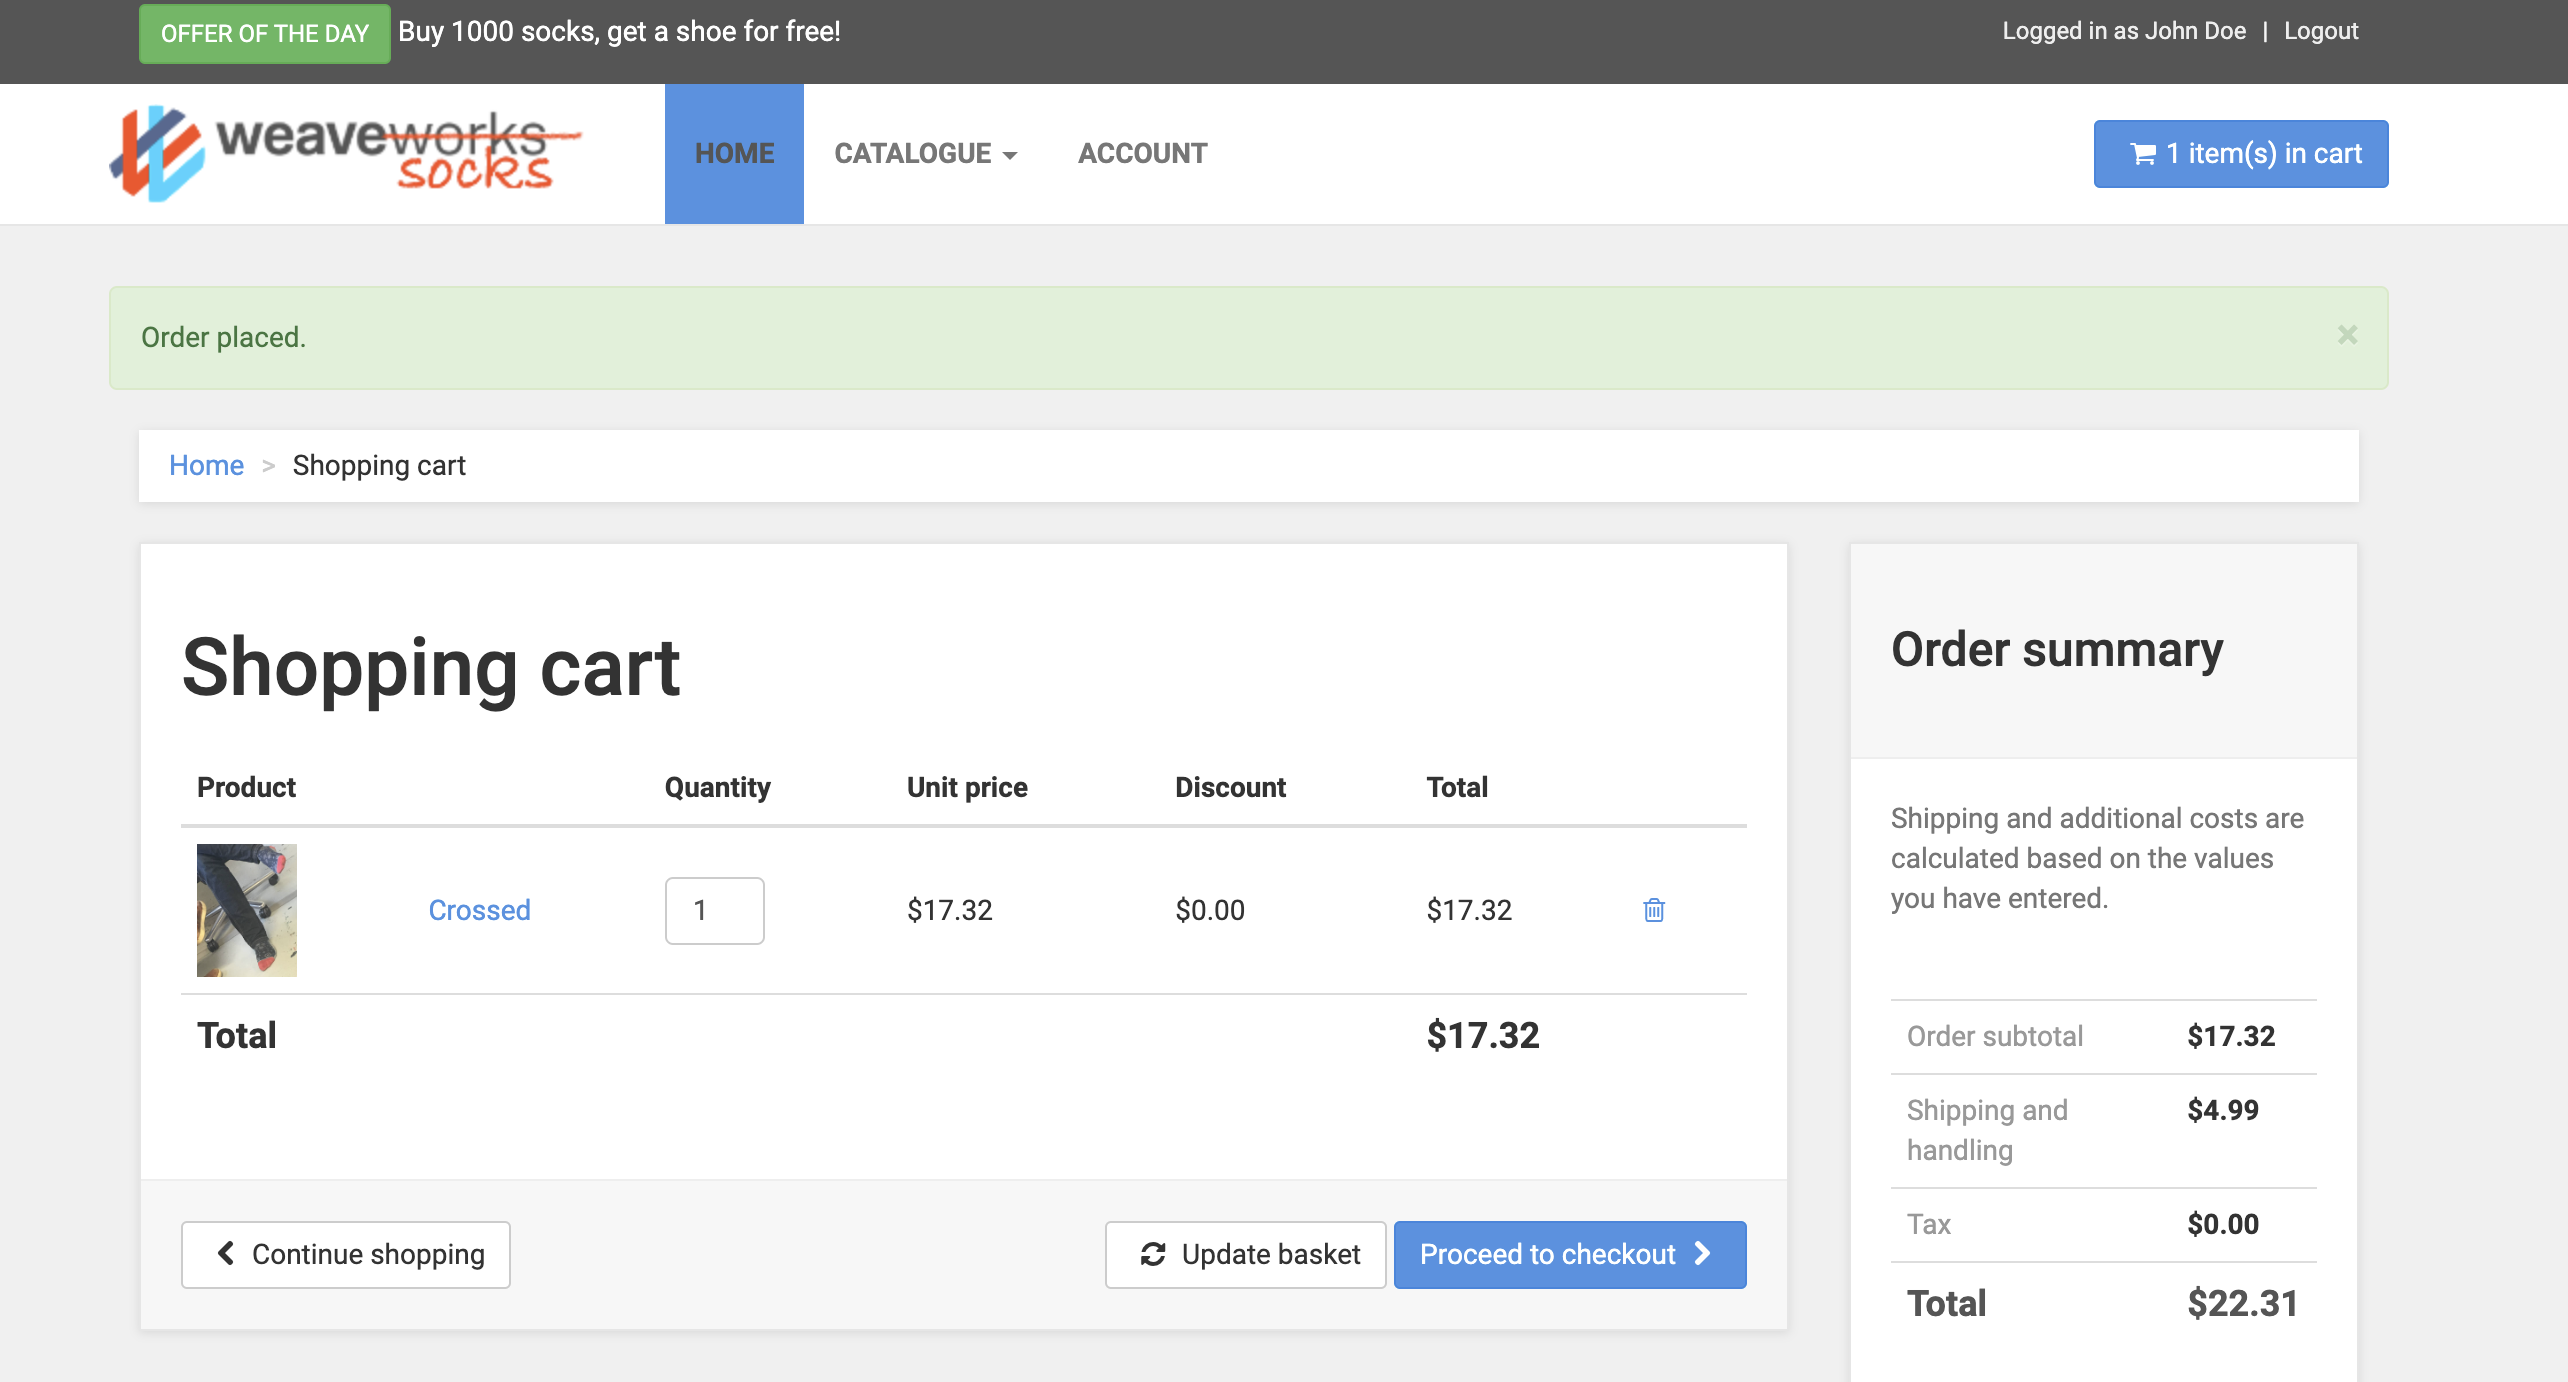 OFFER OF THE DAY Buy 1000 socks, get a shoe for free!
Logged in as John Doe | Logout
weaveworks
socks
HOME CATALOGUE ACCOUNT
1 item(s) in cart
Order placed.
×
Home > Shopping cart
Shopping cart
Product Quantity Unit price Discount Total
Crossed 1 $17.32 $0.00 $17.32
Total $17.32
Continue shopping Update basket Proceed to checkout
Order summary
Shipping and additional costs are
calculated based on the values
you have entered.
Order subtotal $17.32
Shipping and $4.99
handling
Tax $0.00
Total $22.31